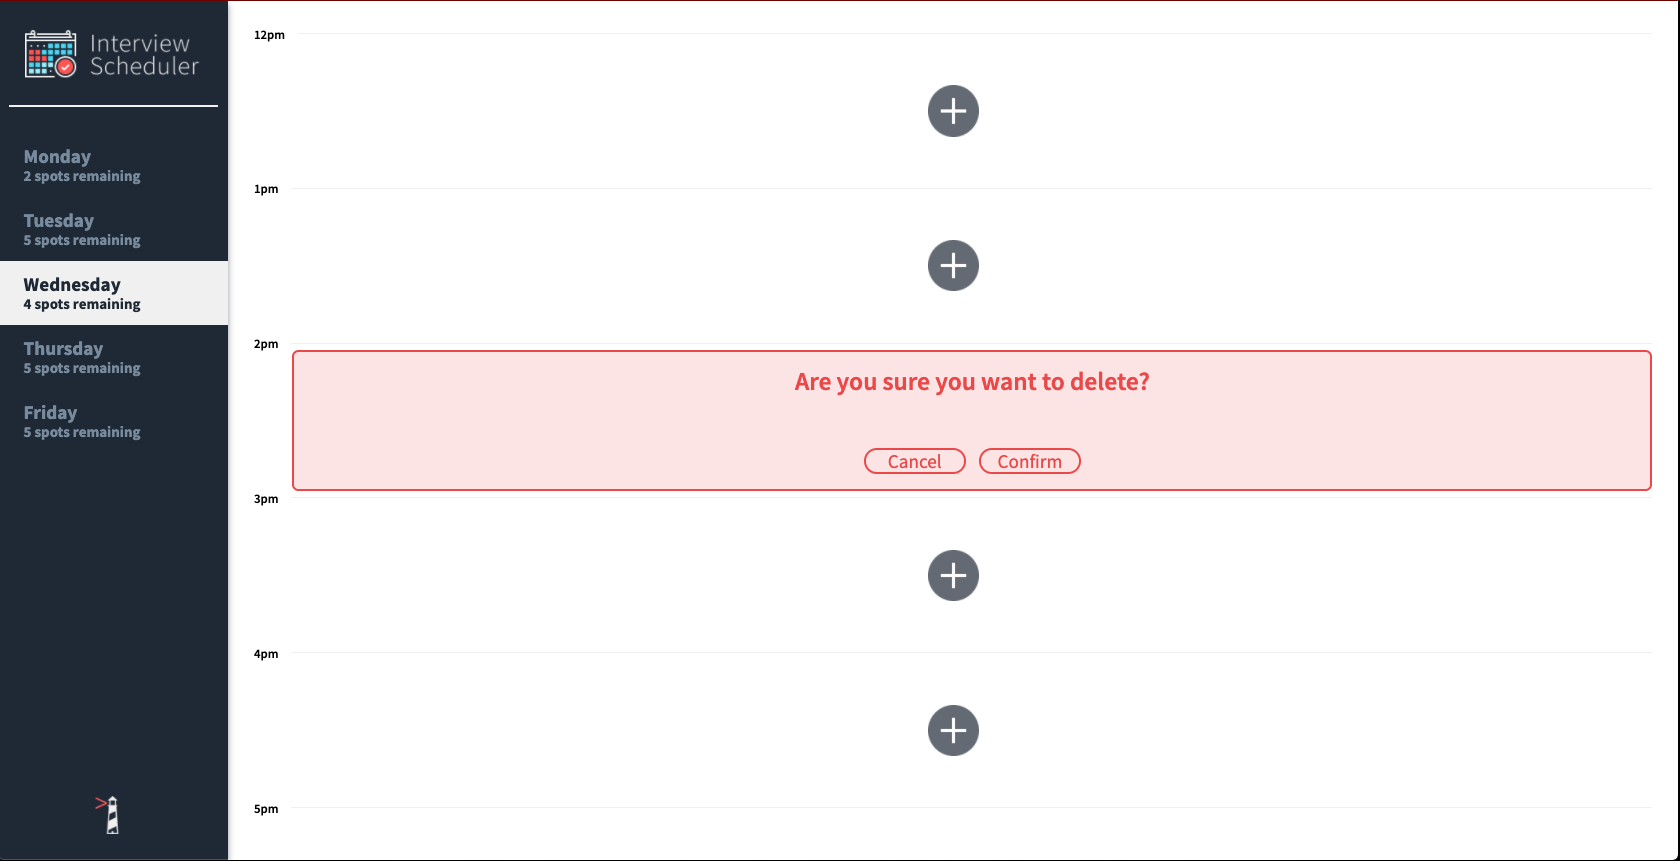 Interview
Scheduler
Monday
2 spots remaining
Tuesday
5 spots remaining
Wednesday
4 spots remaining
Thursday
5 spots remaining
Friday
5 spots remaining
12pm
1pm
2pm
Are you sure you want to delete?
Cancel Confirm
3pm
4pm
5pm